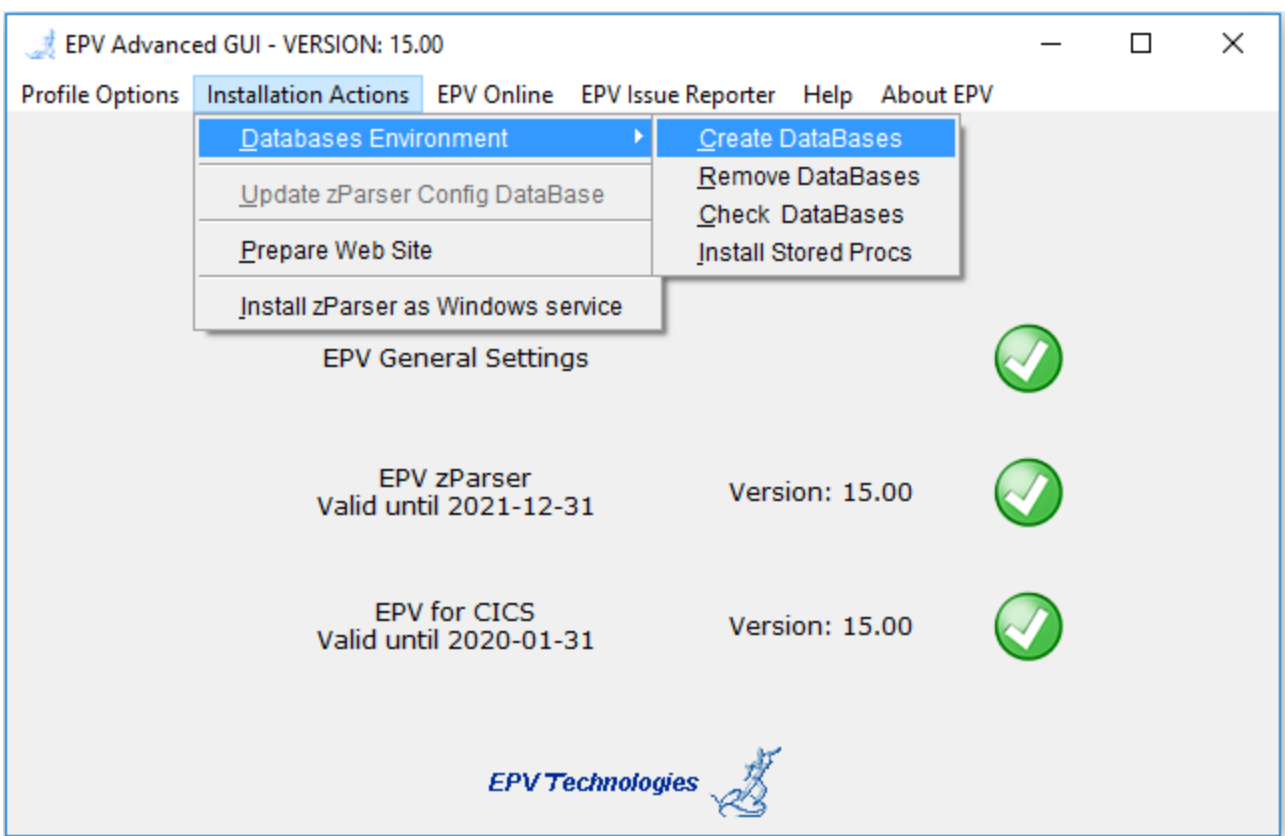 EPV Advanced GUI - VERSION: 15.00
Profile Options Installation Actions EPV Online EPV Issue Reporter Help About EPV
Databases Environment
Create DataBases
Remove DataBases
Check DataBases
Install Stored Procs
Update zParser Config DataBase
Prepare Web Site
Install zParser as Windows service
EPV General Settings
EPV zParser
Valid until 2021-12-31
Version: 15.00
EPV for CICS
Valid until 2020-01-31
Version: 15.00
EPV Technologies